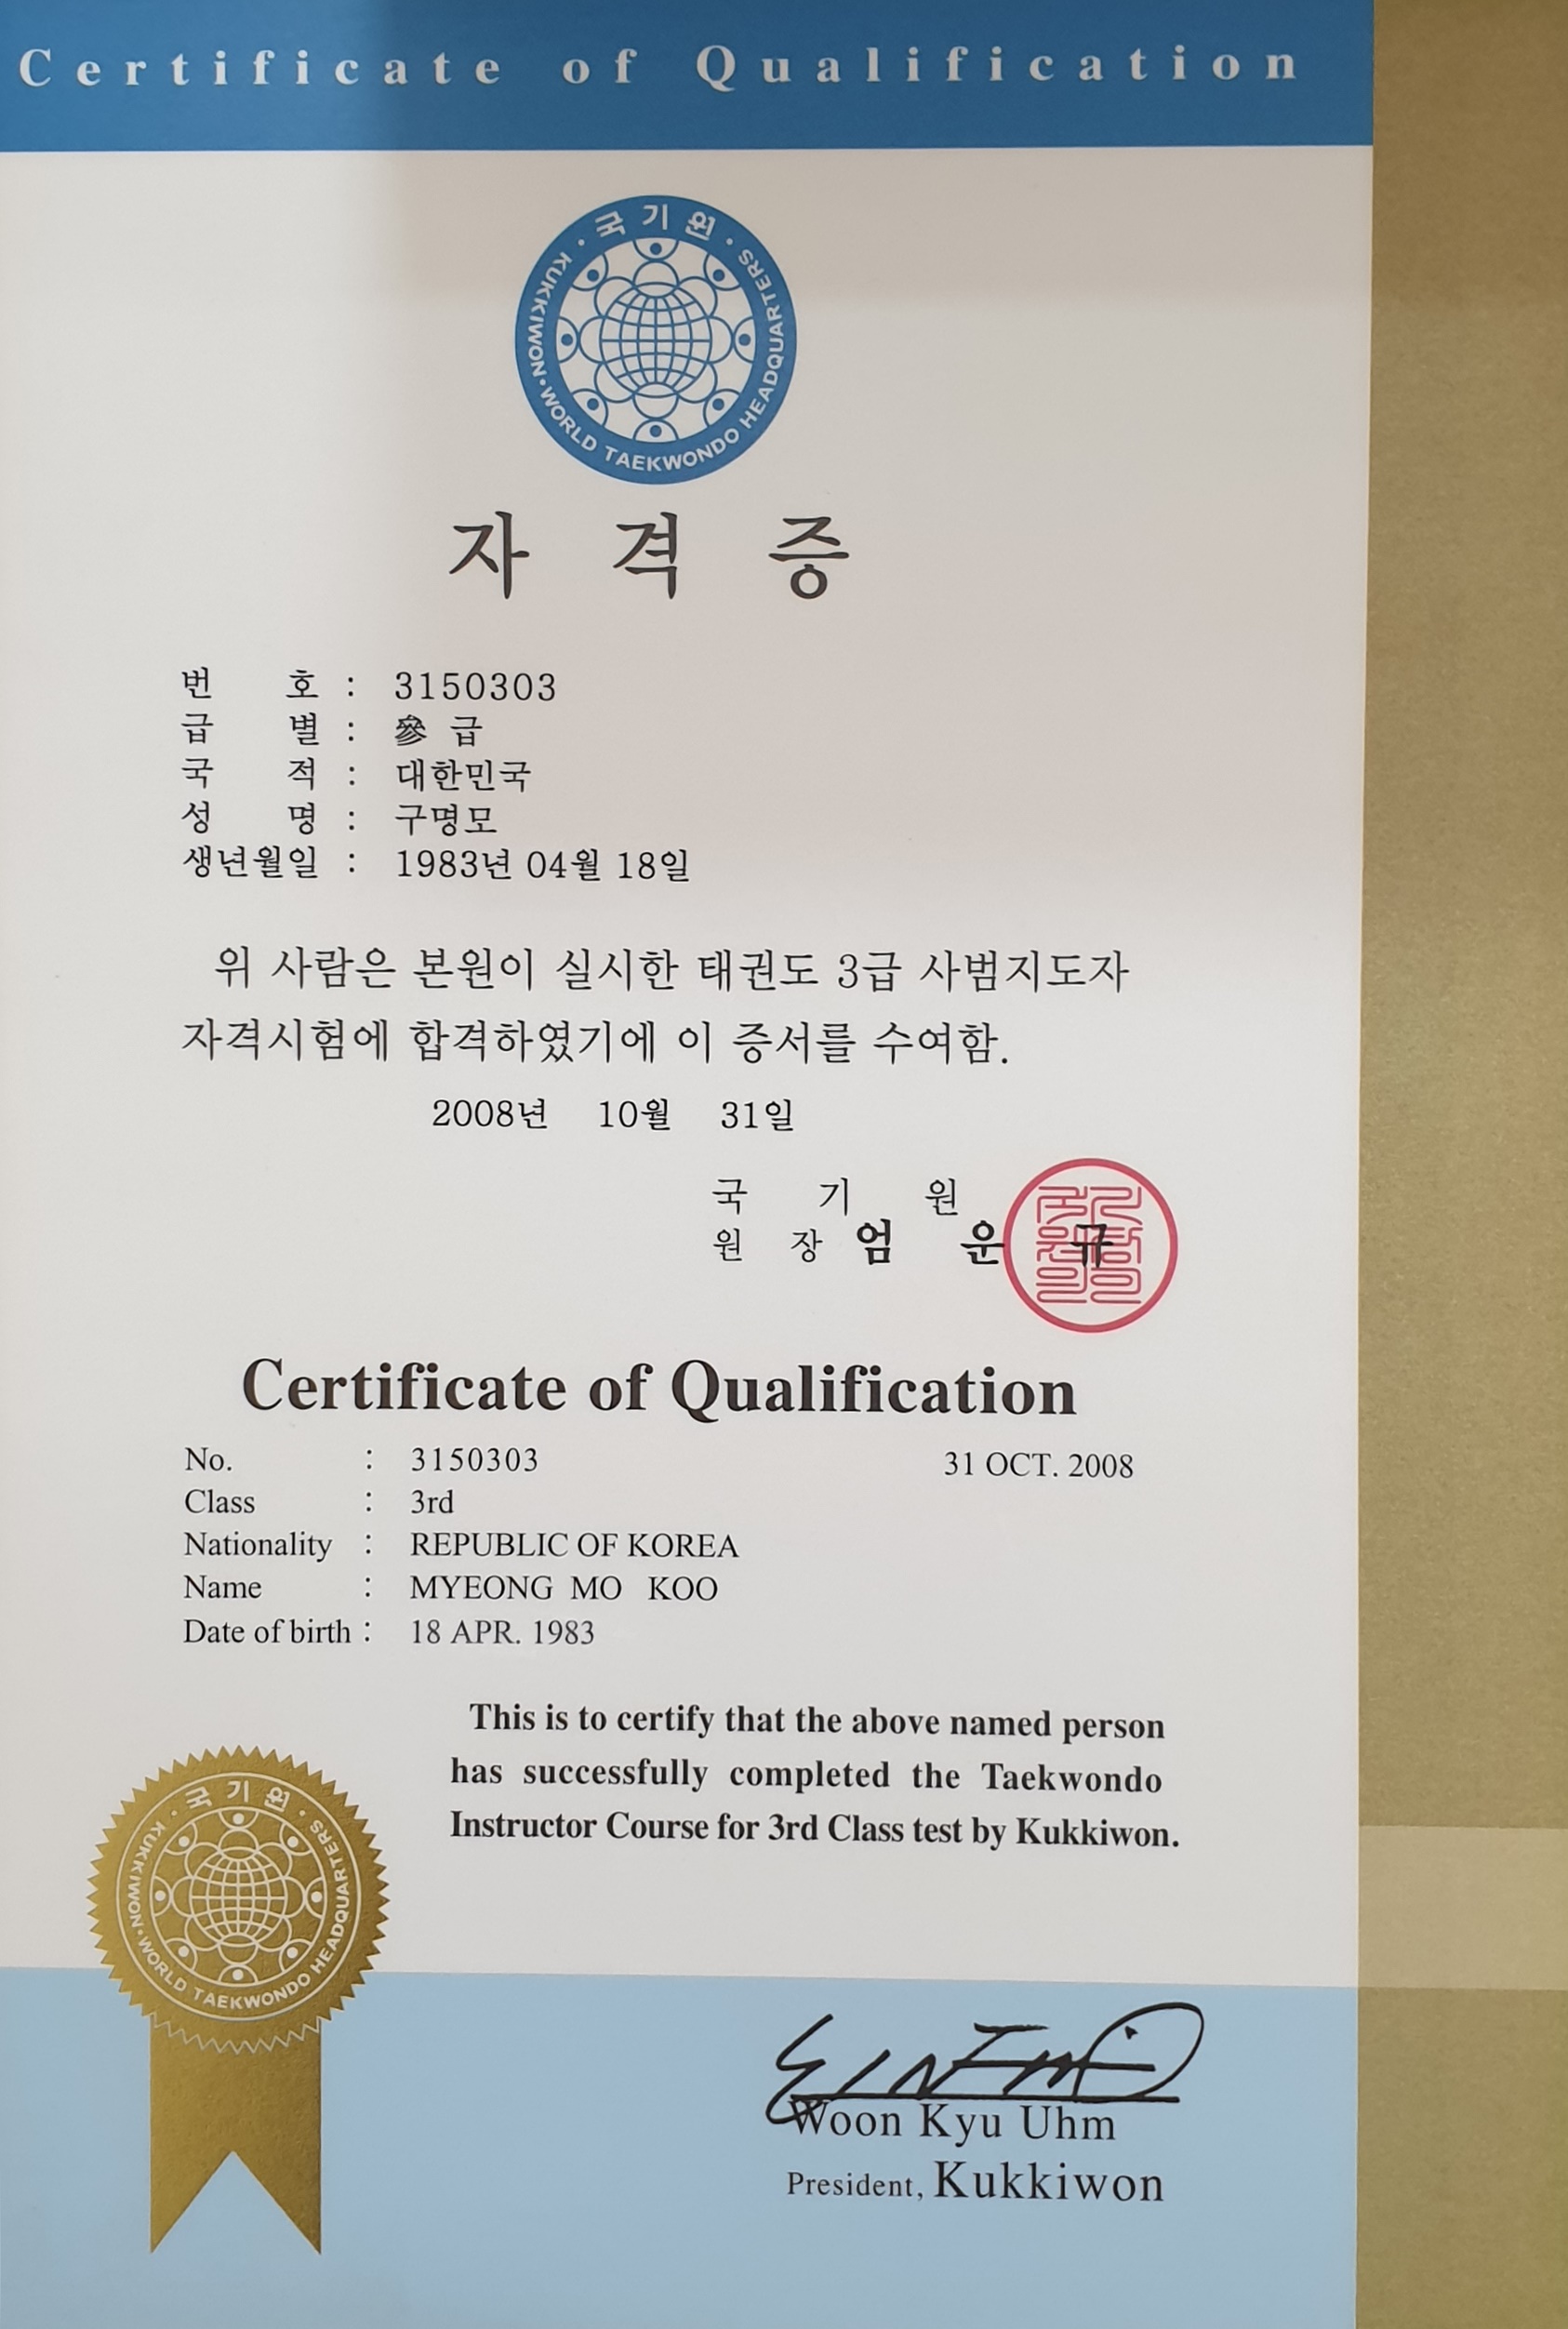 Certificate of Qualification
국기원
KUKKIWON · WORLD TAEKWONDO HEADQUARTERS
자 격 증
번 호 : 3150303
급 별 : 參 급
국 적 : 대한민국
성 명 : 구명모
생년월일 : 1983년 04월 18일
위 사람은 본원이 실시한 태권도 3급 사범지도자
자격시험에 합격하였기에 이 증서를 수여함.
2008년 10월 31일
국 기 원
원 장 엄 운 규
Certificate of Qualification
No. : 3150303 31 OCT. 2008
Class : 3rd
Nationality : REPUBLIC OF KOREA
Name : MYEONG MO KOO
Date of birth : 18 APR. 1983
This is to certify that the above named person
has successfully completed the Taekwondo
Instructor Course for 3rd Class test by Kukkiwon.
국기원
KUKKIWON · WORLD TAEKWONDO HEADQUARTERS
Woon Kyu Uhm
President, Kukkiwon